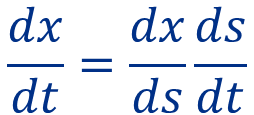 dx/dt = dx/ds ds/dt